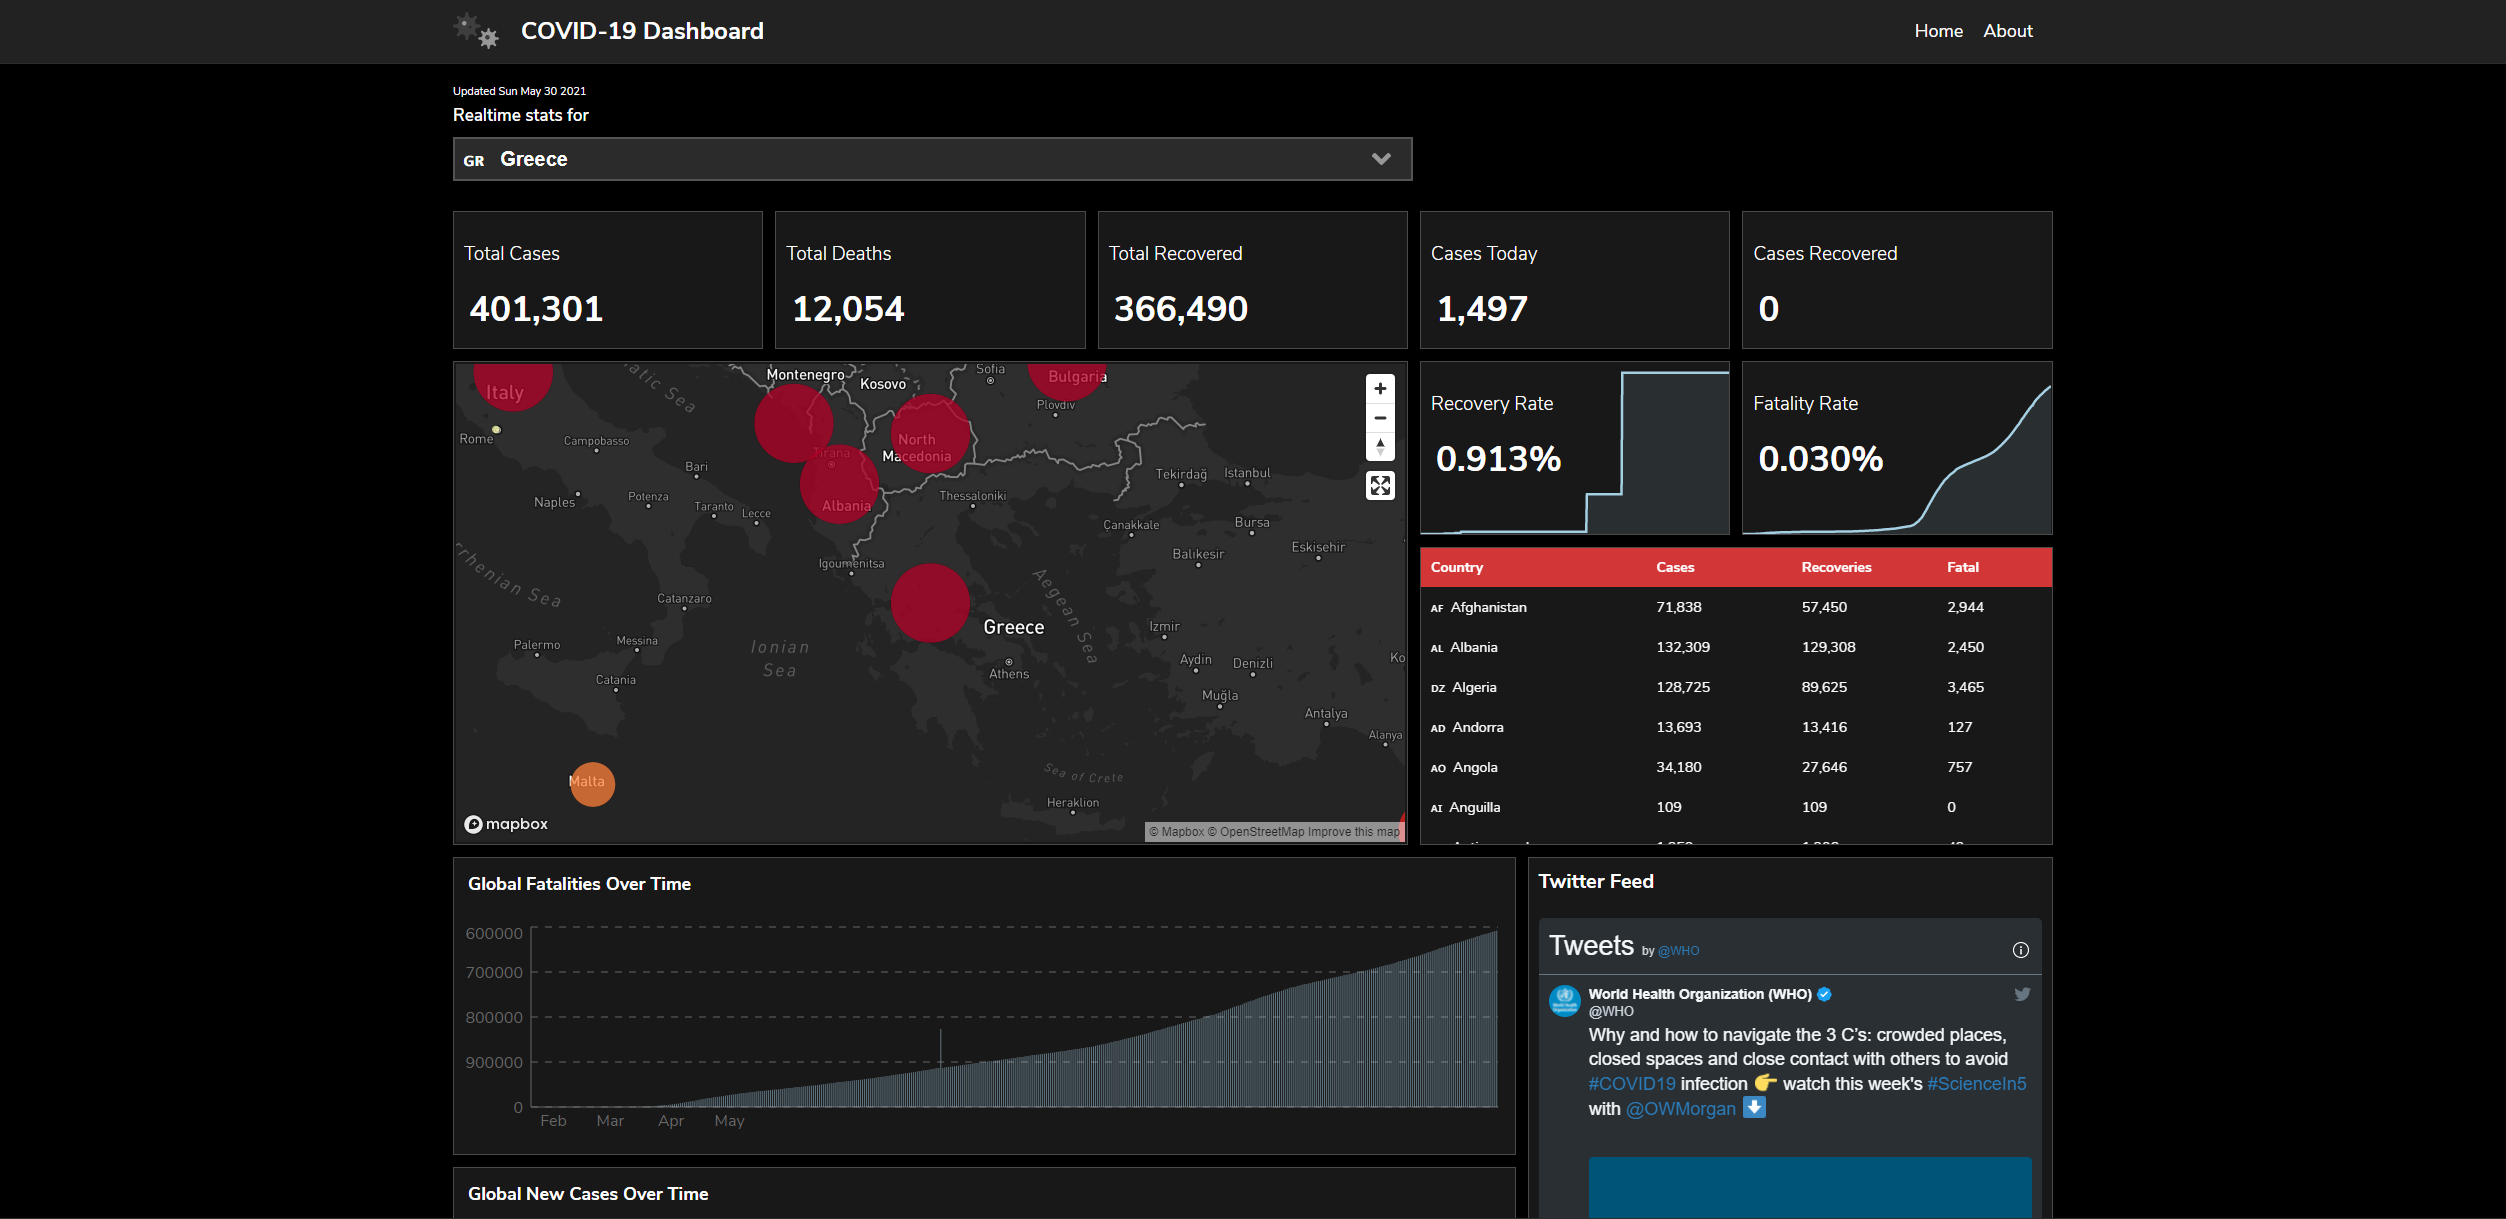 COVID-19 Dashboard
Home About
Updated Sun May 30 2021
Realtime stats for
GR Greece
Total Cases
401,301
Total Deaths
12,054
Total Recovered
366,490
Cases Today
1,497
Cases Recovered
0
Italy
Montenegro
Kosovo
Sofia
Bulgaria
Plovdiv
Rome
Campobasso
North
Macedonia
Tirana
Bari
Tekirdağ
Istanbul
Naples
Potenza
Taranto
Lecce
Albania
Thessaloniki
Çanakkale
Bursa
Balıkesir
Eskisehir
Igoumenitsa
Aegean Sea
Catanzaro
Greece
Izmir
Palermo
Messina
Ionian
Sea
Athens
Aydin
Denizli
Catania
Muğla
Antalya
Alanya
Sea of Crete
Malta
Heraklion
mapbox
© Mapbox © OpenStreetMap Improve this map
Recovery Rate
0.913%
Fatality Rate
0.030%
Country Cases Recoveries Fatal
AF Afghanistan 71,838 57,450 2,944
AL Albania 132,309 129,308 2,450
DZ Algeria 128,725 89,625 3,465
AD Andorra 13,693 13,416 127
AO Angola 34,180 27,646 757
AI Anguilla 109 109 0
Global Fatalities Over Time
600000
700000
800000
900000
0
Feb Mar Apr May
Global New Cases Over Time
Twitter Feed
Tweets by @WHO
World Health Organization (WHO)
@WHO
Why and how to navigate the 3 C's: crowded places,
closed spaces and close contact with others to avoid
#COVID19 infection 👉 watch this week's #ScienceIn5
with @OWMorgan ⬇